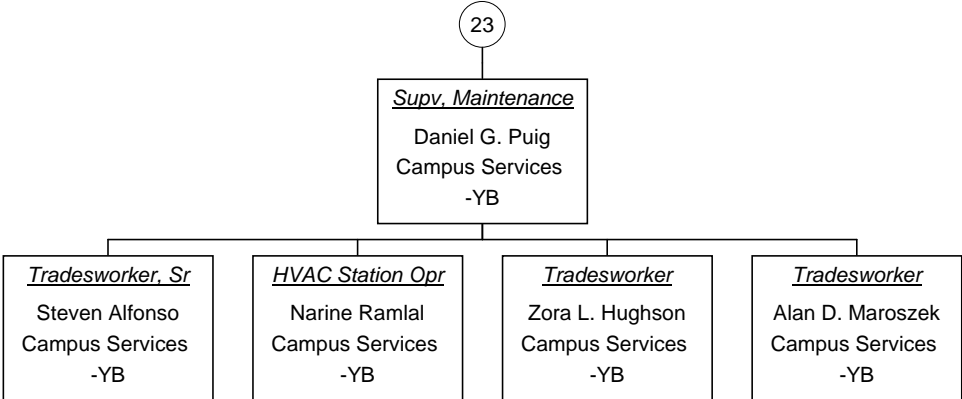 23
Supv, Maintenance
Daniel G. Puig
Campus Services
-YB
Tradesworker, Sr
Steven Alfonso
Campus Services
-YB
HVAC Station Opr
Narine Ramlal
Campus Services
-YB
Tradesworker
Zora L. Hughson
Campus Services
-YB
Tradesworker
Alan D. Maroszek
Campus Services
-YB